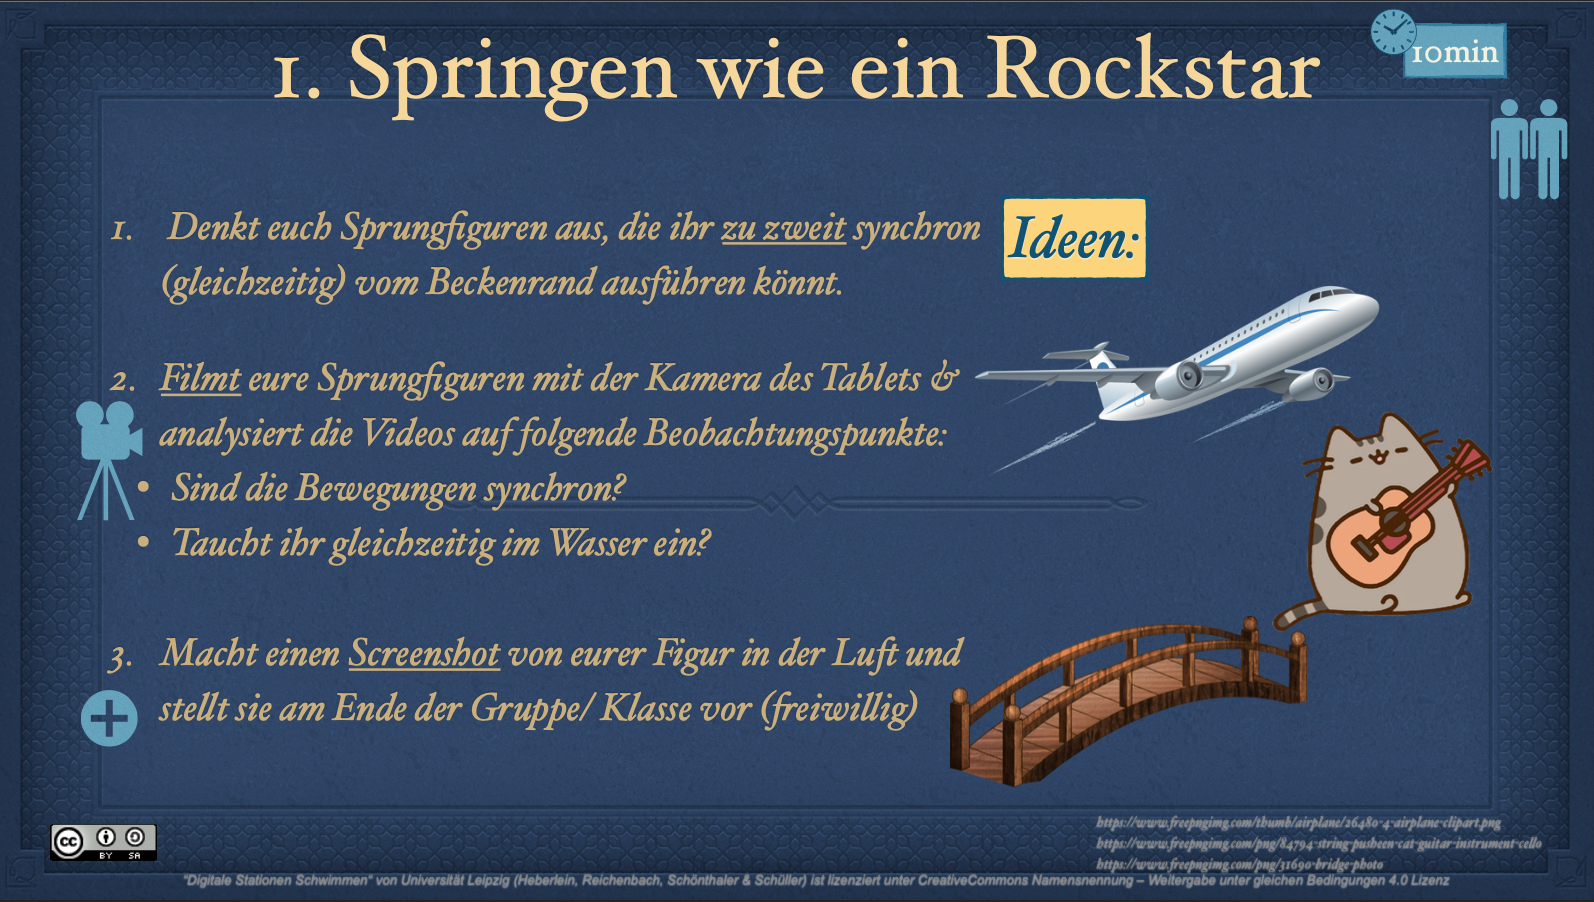 1. Springen wie ein Rockstar
10min
1. Denkt euch Sprungfiguren aus, die ihr zu zweit synchron
(gleichzeitig) vom Beckenrand ausführen könnt.
Ideen:
2. Filmt eure Sprungfiguren mit der Kamera des Tablets &
analysiert die Videos auf folgende Beobachtungspunkte:
• Sind die Bewegungen synchron?
• Taucht ihr gleichzeitig im Wasser ein?
3. Macht einen Screenshot von eurer Figur in der Luft und
stellt sie am Ende der Gruppe/ Klasse vor (freiwillig)
cc BY SA
https://www.freepngimg.com/thumb/airplane/26480-4-airplane-clipart.png
https://www.freepngimg.com/png/84794-string-pusheen-cat-guitar-instrument-cello
https://www.freepngimg.com/png/31690-bridge-photo
"Digitale Stationen Schwimmen" von Universität Leipzig (Heberlein, Reichenbach, Schönthaler & Schüller) ist lizenziert unter CreativeCommons Namensnennung – Weitergabe unter gleichen Bedingungen 4.0 Lizenz